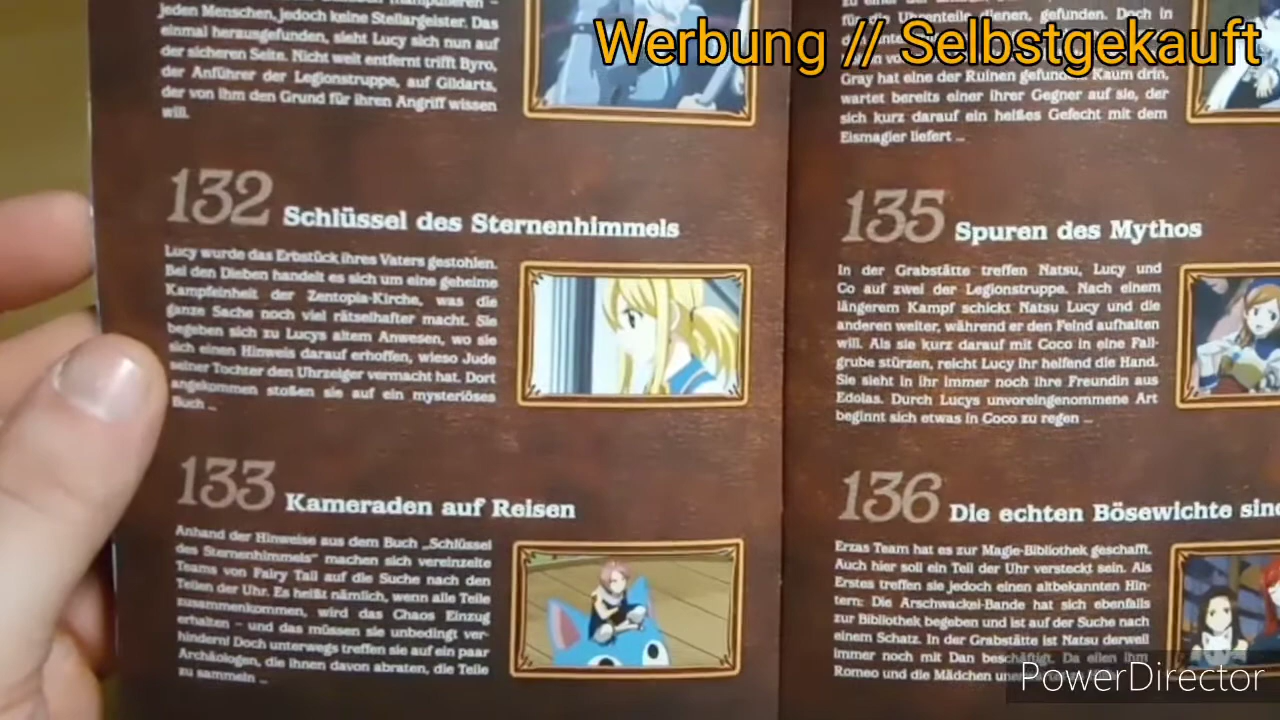 Werbung // Selbstgekauft
jeden Menschen, jedoch keine Stellargeister. Das
einmal herausgefunden, sieht Lucy sich nun auf
der sicheren Seite. Nicht weit entfernt trifft Byro,
der Anführer der Legionstruppe, auf Gildarts,
der von ihm den Grund für ihren Angriff wissen
will.
132 Schlüssel des Sternenhimmels
Lucy wurde das Erbstück ihres Vaters gestohlen.
Bei den Dieben handelt es sich um eine geheime
Kampfeinheit der Zentopia-Kirche, was die
ganze Sache noch viel rätselhafter macht. Sie
begeben sich zu Lucys altem Anwesen, wo sie
sich einen Hinweis darauf erhoffen, wieso Jude
seiner Tochter den Uhrzeiger vermacht hat. Dort
angekommen stoßen sie auf ein mysteriöses
Buch ...
133 Kameraden auf Reisen
Anhand der Hinweise aus dem Buch „Schlüssel
des Sternenhimmels“ machen sich vereinzelte
Teams von Fairy Tail auf die Suche nach den
Teilen der Uhr. Es heißt nämlich, wenn alle Teile
zusammenkommen, wird das Chaos Einzug
erhalten – und das müssen sie unbedingt ver-
hindern! Doch unterwegs treffen sie auf ein paar
Archäologen, die ihnen davon abraten, die Teile
zu sammeln ...
dienen, gefunden. Doch in
Gray hat eine der Ruinen gefunden. Kaum drin,
wartet bereits einer ihrer Gegner auf sie, der
sich kurz darauf ein heißes Gefecht mit dem
Eismagier liefert ...
135 Spuren des Mythos
In der Grabstätte treffen Natsu, Lucy und
Co auf zwei der Legionstruppe. Nach einem
längerem Kampf schickt Natsu Lucy und die
anderen weiter, während er den Feind aufhalten
will. Als sie kurz darauf mit Coco in eine Fall-
grube stürzen, reicht Lucy ihr helfend die Hand.
Sie sieht in ihr immer noch ihre Freundin aus
Edolas. Durch Lucys unvoreingenommene Art
beginnt sich etwas in Coco zu regen ...
136 Die echten Bösewichte sind
Erzas Team hat es zur Magie-Bibliothek geschafft.
Auch hier soll ein Teil der Uhr versteckt sein. Als
Erstes treffen sie jedoch einen altbekannten Hin-
tern: Die Arschwackel-Bande hat sich ebenfalls
zur Bibliothek begeben und ist auf der Suche nach
einem Schatz. In der Grabstätte ist Natsu derweil
immer noch mit Dan beschäftigt. Da eilen ihm
Romeo und die Mädchen
PowerDirector